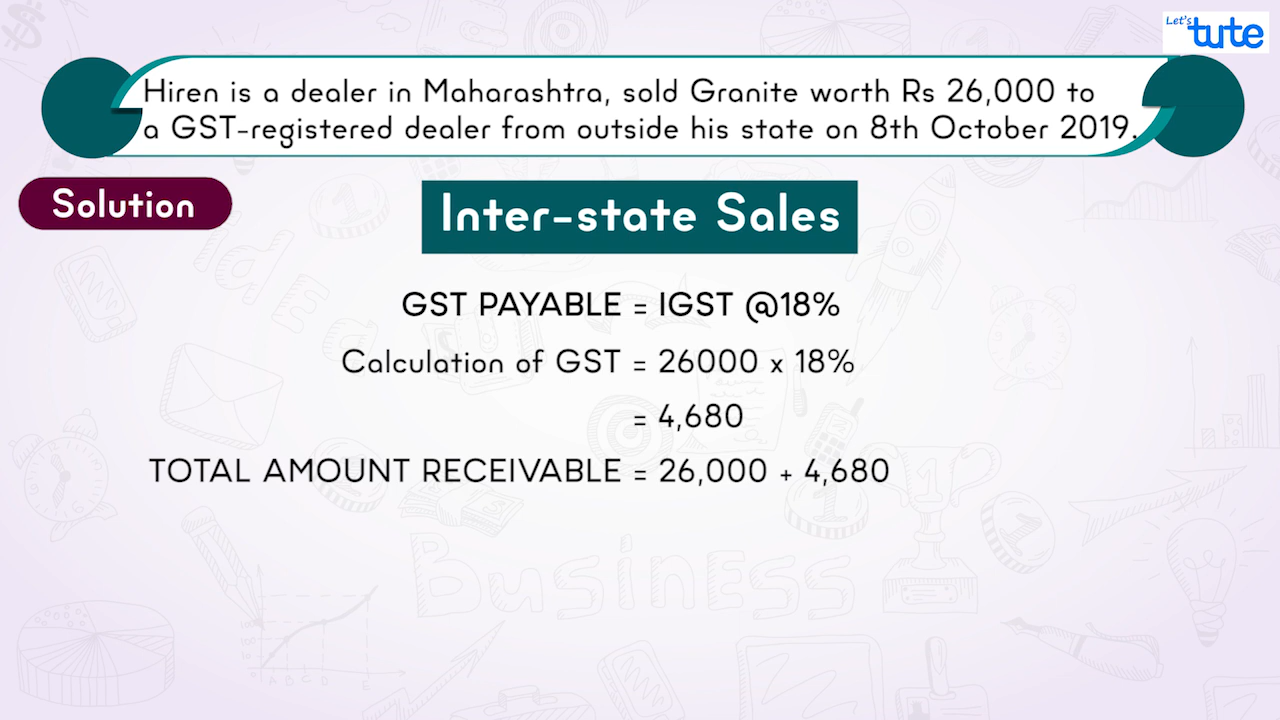 Let's
tute
Hiren is a dealer in Maharashtra, sold Granite worth Rs 26,000 to
a GST-registered dealer from outside his state on 8th October 2019.
Solution
Inter-state Sales
GST PAYABLE = IGST @18%
Calculation of GST = 26000 x 18%
= 4,680
TOTAL AMOUNT RECEIVABLE = 26,000 + 4,680
Idea
Business
A B C D E